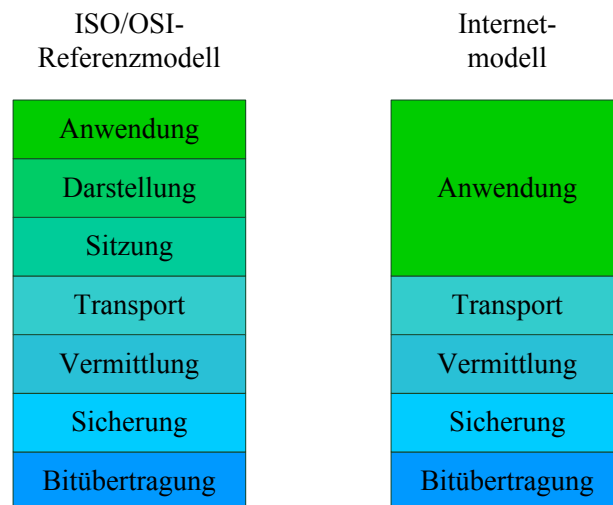 ISO/OSI-
Referenzmodell
Anwendung
Darstellung
Sitzung
Transport
Vermittlung
Sicherung
Bitübertragung
Internet-
modell
Anwendung
Transport
Vermittlung
Sicherung
Bitübertragung